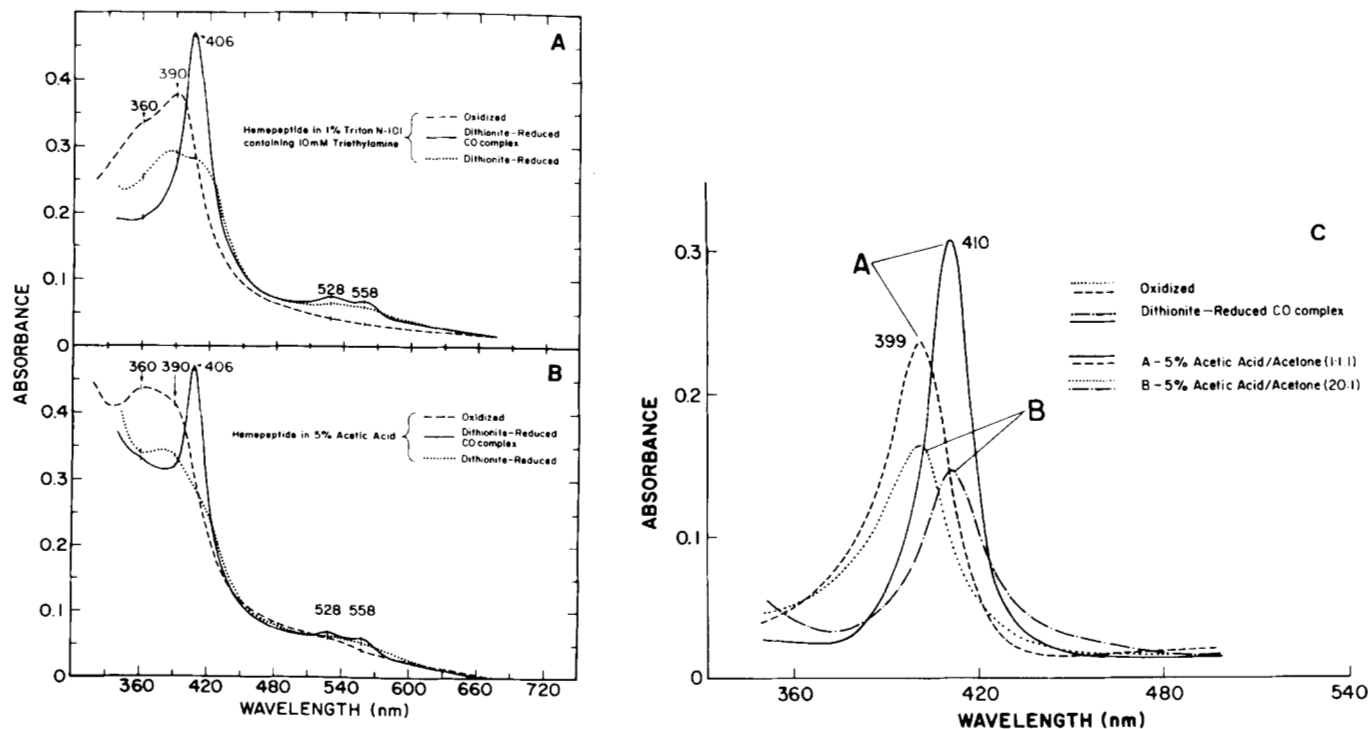 A
406
390
360
0.4
Hemepeptide in 1% Triton N-101
containing 10mM Triethylamine
Oxidized
Dithionite-Reduced
CO complex
Dithionite-Reduced
0.3
0.2
0.1
528
558
0
B
360
390
406
0.4
Hemepeptide in 5% Acetic Acid
Oxidized
Dithionite-Reduced
CO complex
Dithionite-Reduced
0.3
0.2
0.1
528
558
0
ABSORBANCE
360
420
480
540
600
660
720
WAVELENGTH (nm)
C
A
410
399
B
Oxidized
Dithionite-Reduced CO complex
A - 5% Acetic Acid/Acetone (1:1.1)
B - 5% Acetic Acid/Acetone (20:1)
0.3
0.2
0.1
0
ABSORBANCE
360
420
480
540
WAVELENGTH (nm)